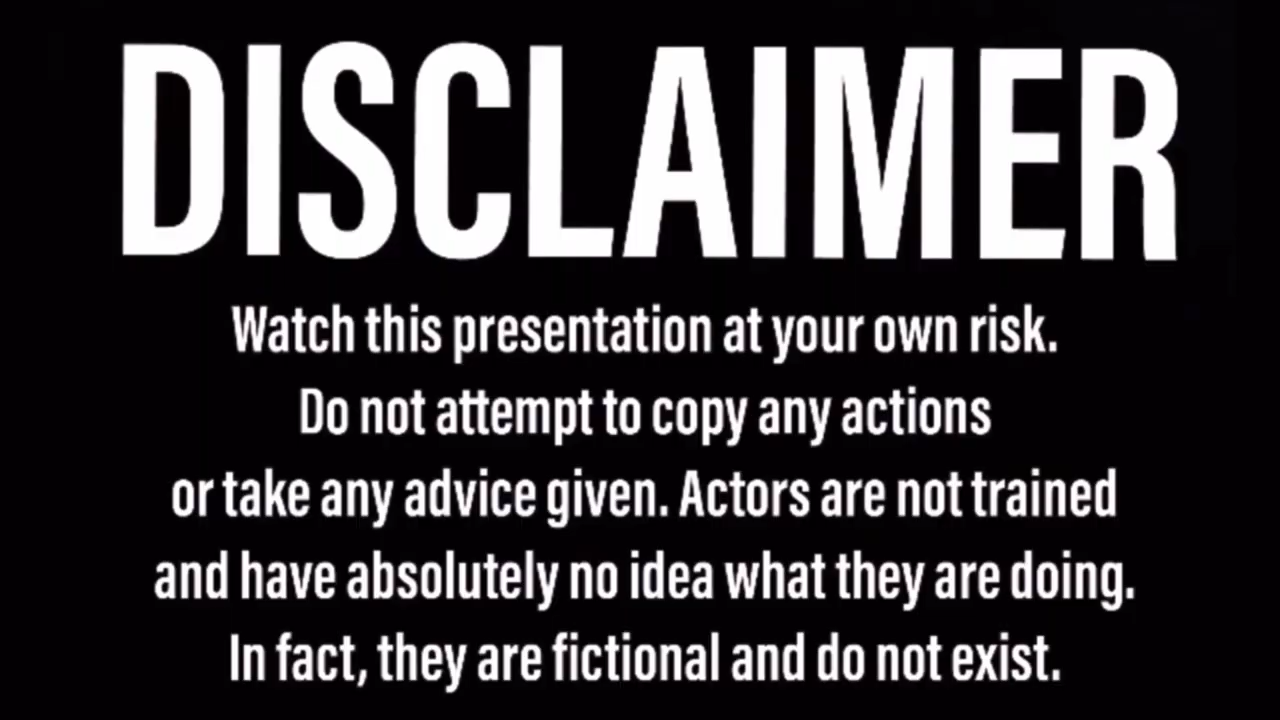 DISCLAIMER
Watch this presentation at your own risk.
Do not attempt to copy any actions
or take any advice given. Actors are not trained
and have absolutely no idea what they are doing.
In fact, they are fictional and do not exist.